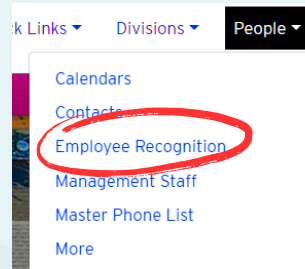 k Links Divisions People
Calendars
Contacts
Employee Recognition
Management Staff
Master Phone List
More